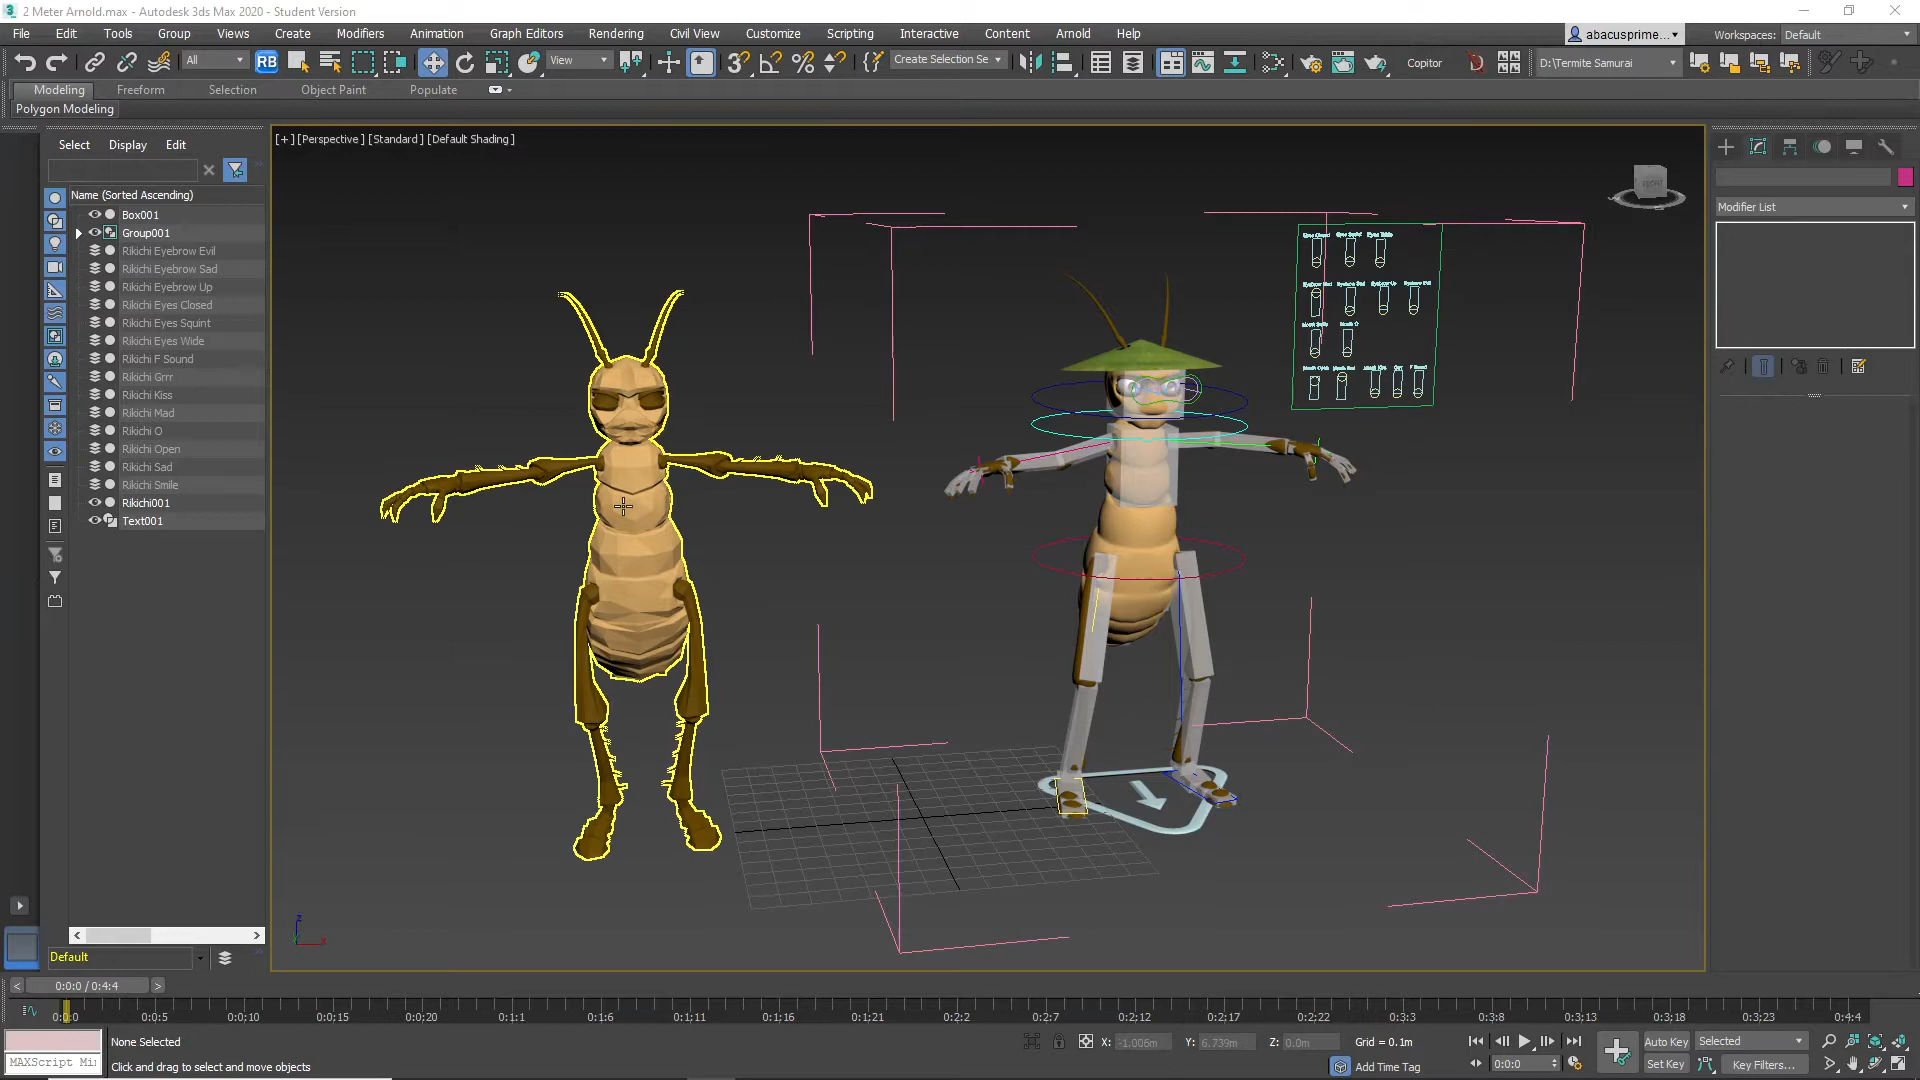 2 Meter Arnold.max - Autodesk 3ds Max 2020 - Student Version
File Edit Tools Group Views Create Modifiers Animation Graph Editors Rendering Civil View Customize Scripting Interactive Content Arnold Help
abacusprime... Workspaces: Default
All RB View Create Selection Se Copitor D:\Termite Samurai
Modeling Freeform Selection Object Paint Populate
Polygon Modeling
[+] [Perspective] [Standard] [Default Shading]
Select Display Edit
Name (Sorted Ascending)
Box001
Group001
Rikichi Eyebrow Evil
Rikichi Eyebrow Sad
Rikichi Eyebrow Up
Rikichi Eyes Closed
Rikichi Eyes Squint
Rikichi Eyes Wide
Rikichi F Sound
Rikichi Grrr
Rikichi Kiss
Rikichi Mad
Rikichi O
Rikichi Open
Rikichi Sad
Rikichi Smile
Rikichi001
Text001
Modifier List
Default
0:0:0 / 0:4:4
0:0:0 0:0:5 0:0:10 0:0:15 0:0:20 0:1:1 0:1:6 0:1:11 0:1:16 0:1:21 0:2:2 0:2:7 0:2:12 0:2:17 0:2:22 0:3:3 0:3:8 0:3:13 0:3:18 0:3:23 0:4:4
None Selected
X: -1.006m Y: 6.739m Z: 0.0m Grid = 0.1m
Auto Key Selected
MAXScript Mi
Click and drag to select and move objects
Add Time Tag
0:0:0
Set Key Key Filters...